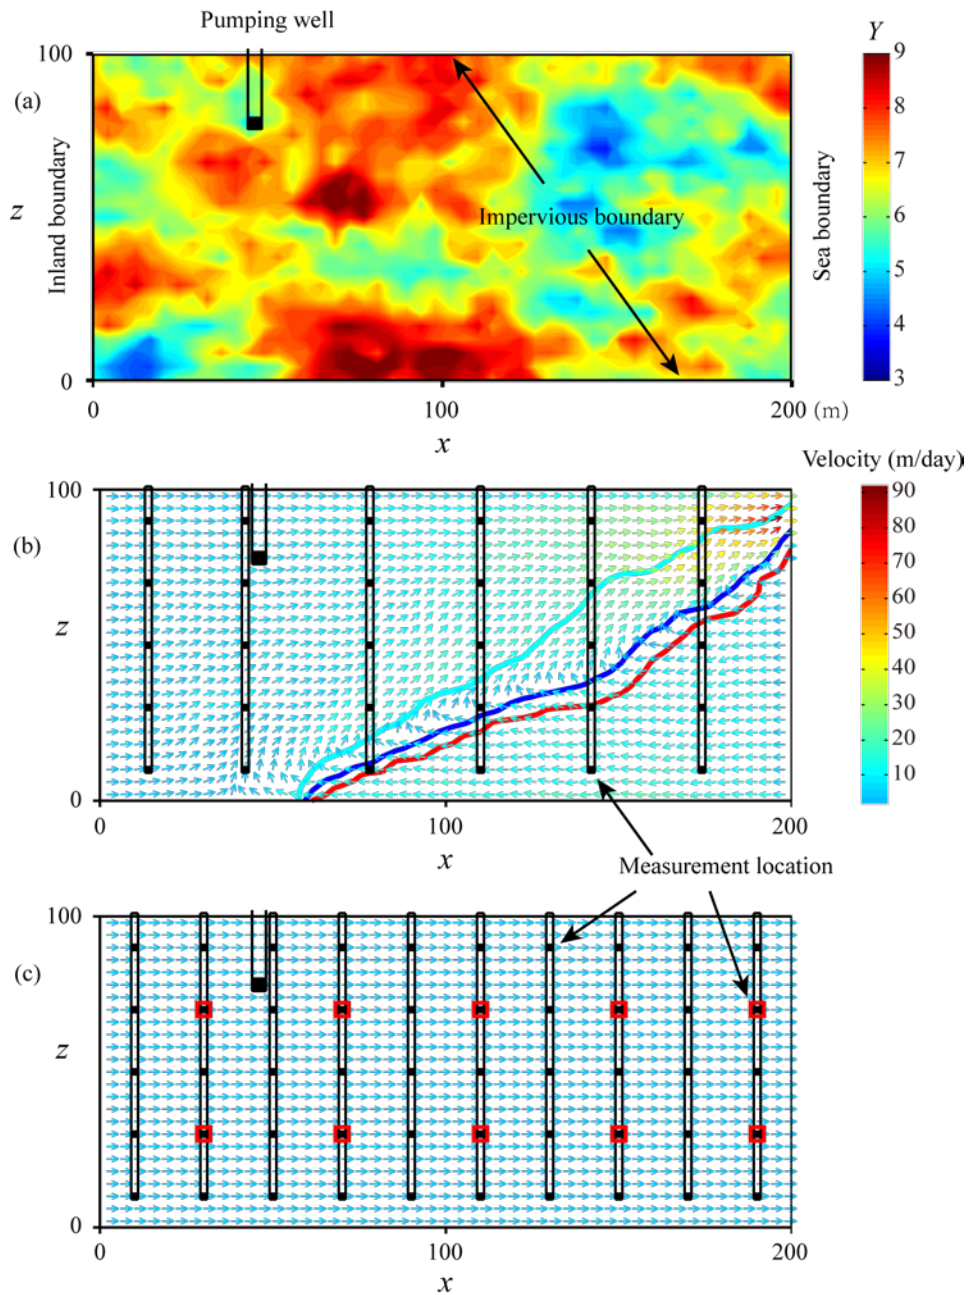 Pumping well
Y
100
9
(a)
8
Inland boundary
7
z
Impervious boundary
6
Sea boundary
5
4
0
3
0
100
200 (m)
x
Velocity (m/day)
100
90
(b)
80
70
60
z
50
40
30
20
10
0
0
100
200
x
Measurement location
100
(c)
z
0
0
100
200
x